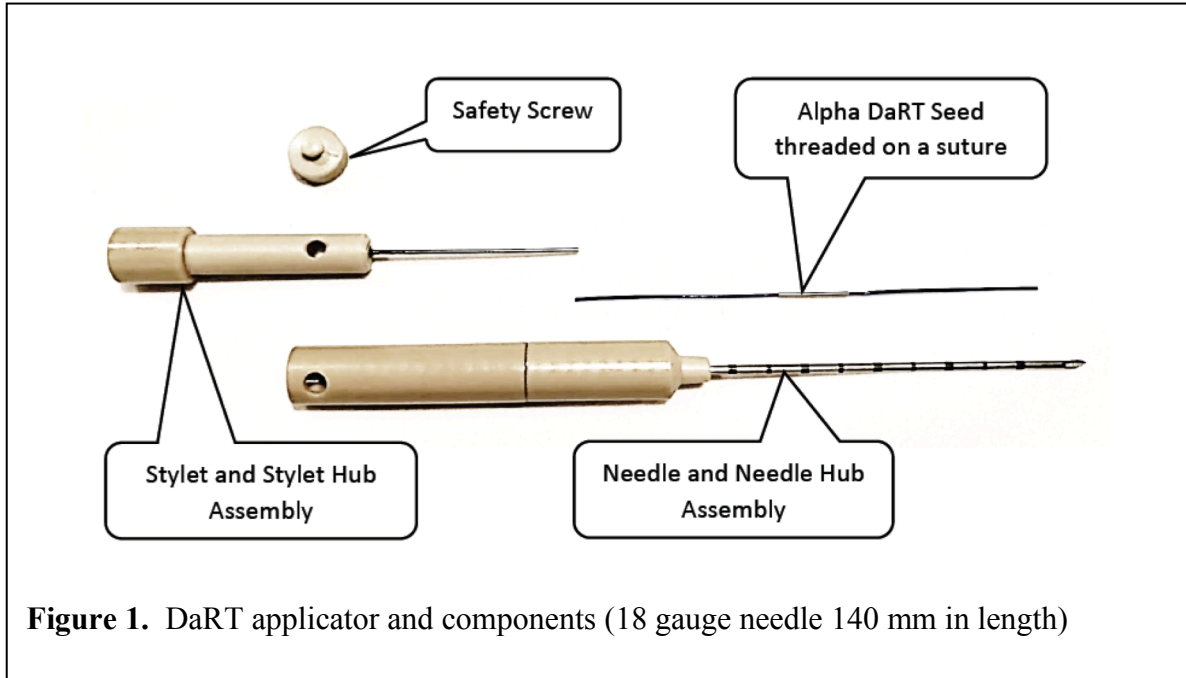 Safety Screw
Alpha DaRT Seed
threaded on a suture
Stylet and Stylet Hub
Assembly
Needle and Needle Hub
Assembly
Figure 1. DaRT applicator and components (18 gauge needle 140 mm in length)